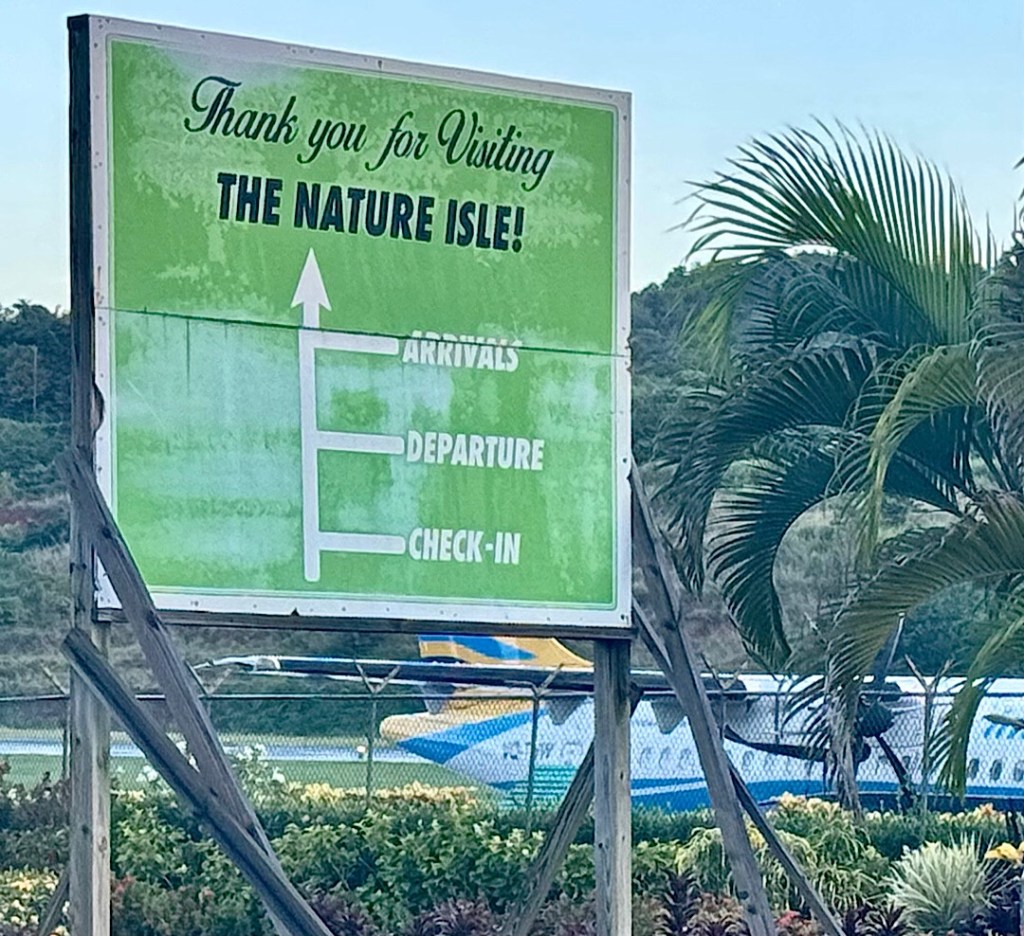 Thank you for Visiting
THE NATURE ISLE!
ARRIVALS
DEPARTURE
CHECK-IN